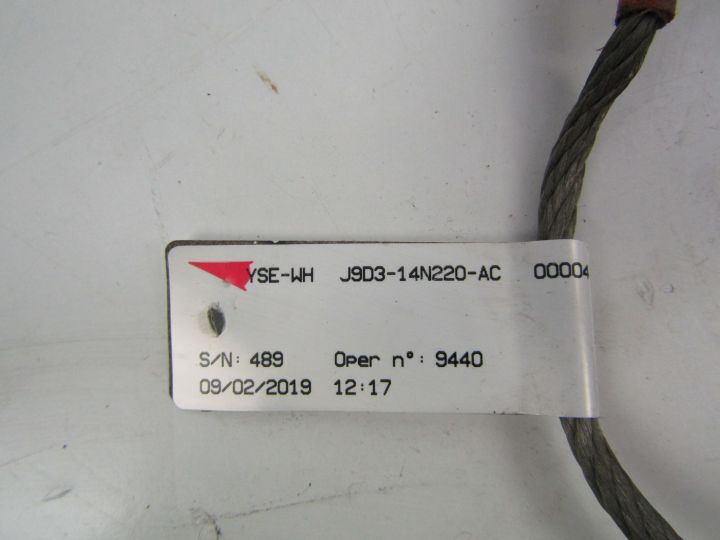 YSE-WH J9D3-14N220-AC 00004
S/N: 489 Oper n°: 9440
09/02/2019 12:17